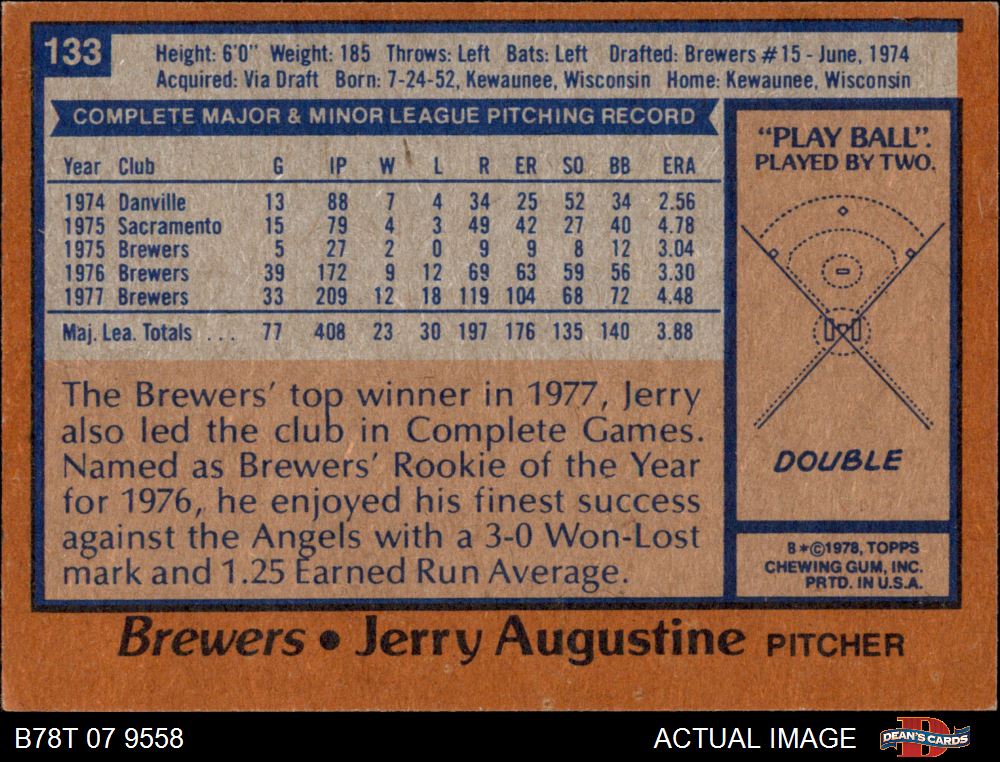 133
Height: 6'0" Weight: 185 Throws: Left Bats: Left Drafted: Brewers #15 - June, 1974
Acquired: Via Draft Born: 7-24-52, Kewaunee, Wisconsin Home: Kewaunee, Wisconsin
COMPLETE MAJOR & MINOR LEAGUE PITCHING RECORD
Year Club G IP W L R ER SO BB ERA
1974 Danville 13 88 7 4 34 25 52 34 2.56
1975 Sacramento 15 79 4 3 49 42 27 40 4.78
1975 Brewers 5 27 2 0 9 9 8 12 3.04
1976 Brewers 39 172 9 12 69 63 59 56 3.30
1977 Brewers 33 209 12 18 119 104 68 72 4.48
Maj. Lea. Totals . . . 77 408 23 30 197 176 135 140 3.88
The Brewers' top winner in 1977, Jerry
also led the club in Complete Games.
Named as Brewers' Rookie of the Year
for 1976, he enjoyed his finest success
against the Angels with a 3-0 Won-Lost
mark and 1.25 Earned Run Average.
"PLAY BALL".
PLAYED BY TWO.
DOUBLE
B*©1978, TOPPS
CHEWING GUM, INC.
PRTD. IN U.S.A.
Brewers • Jerry Augustine PITCHER
B78T 07 9558
ACTUAL IMAGE
DEAN'S CARDS